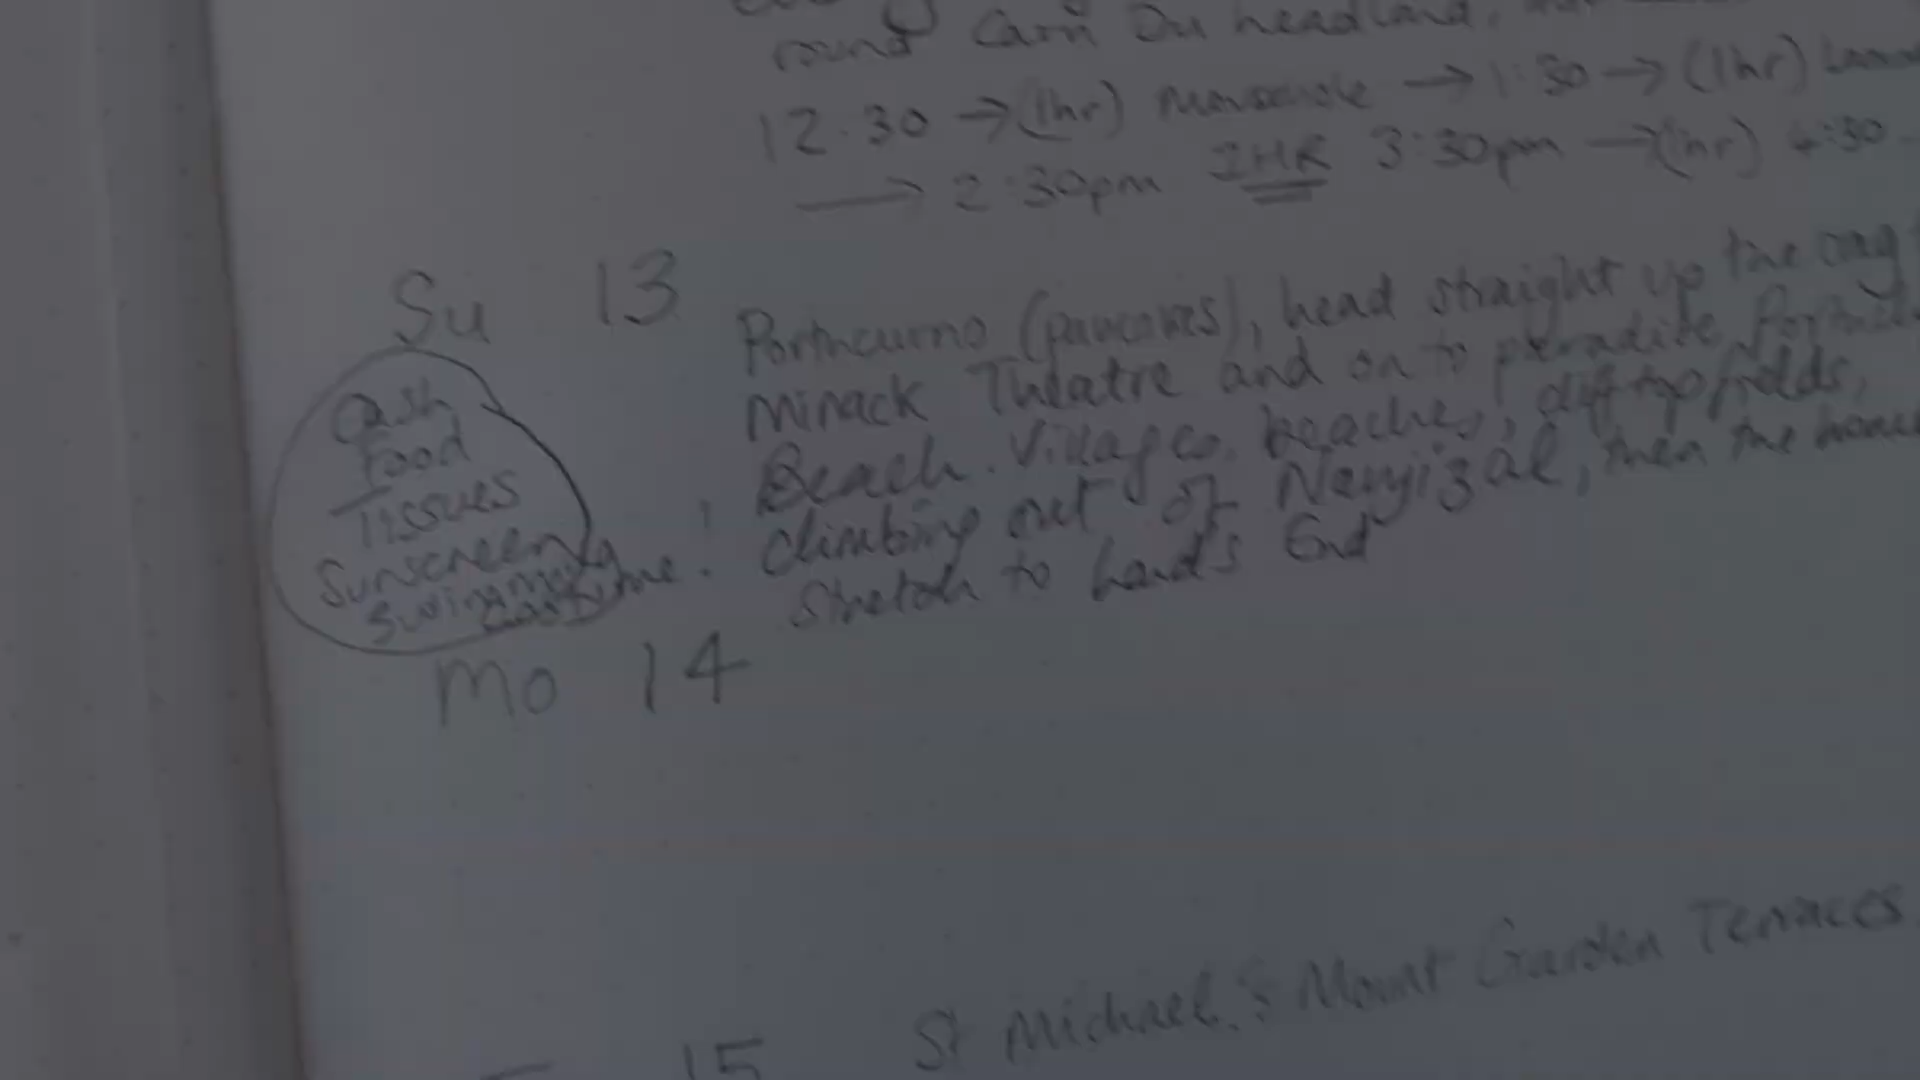 round Carn Du headland,
12.30 → (1hr) Mousehole → 1:30 → (1hr)
→ 2:30pm 1HR 3:30pm → (1hr) 4:30
Su 13
Porthcurno (pancakes), head straight up the crag
Minack Theatre and on to paradise
Beach. Villages, beaches, clifftop fields,
climbing out of Nanjizal, then the
stretch to Land's End
Cash
Food
Tissues
Sunscreen
Swimming
Costume!
Mo 14
15 St Michael's Mount Garden Terraces